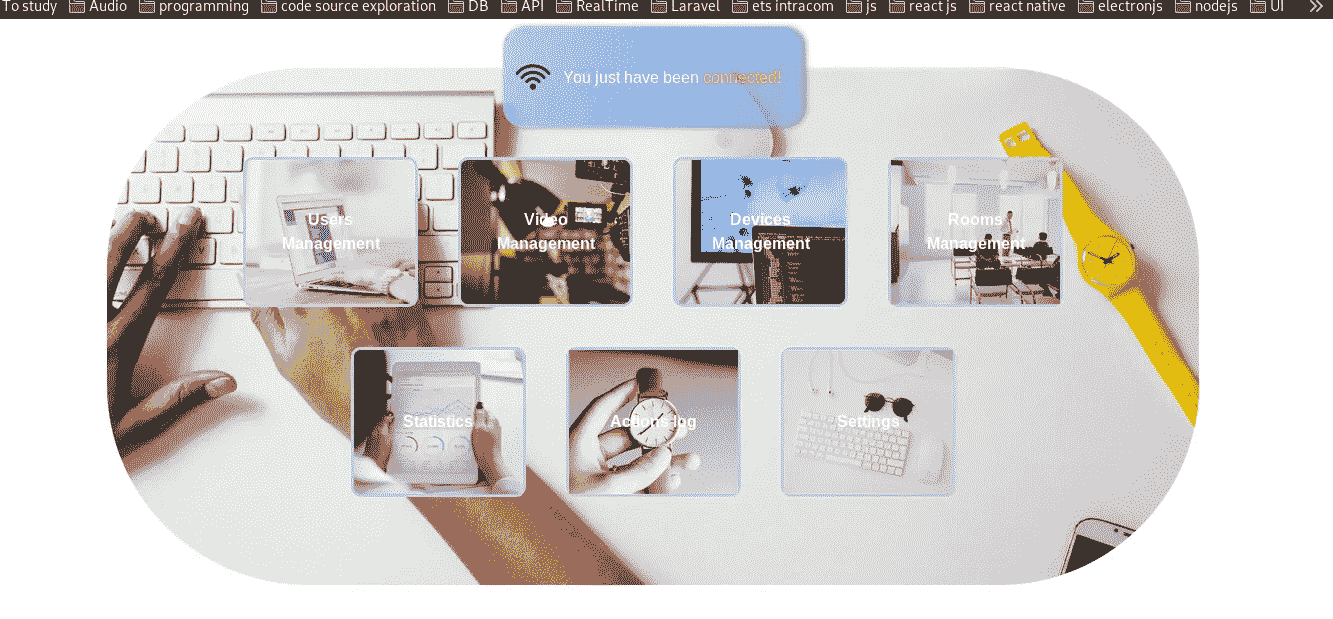 To study Audio programming code source exploration DB API RealTime Laravel ets intracom js react js react native electronjs nodejs UI
You just have been connected!
Users
Management
Video
Management
Devices
Management
Rooms
Management
Statistics
Actions log
Settings